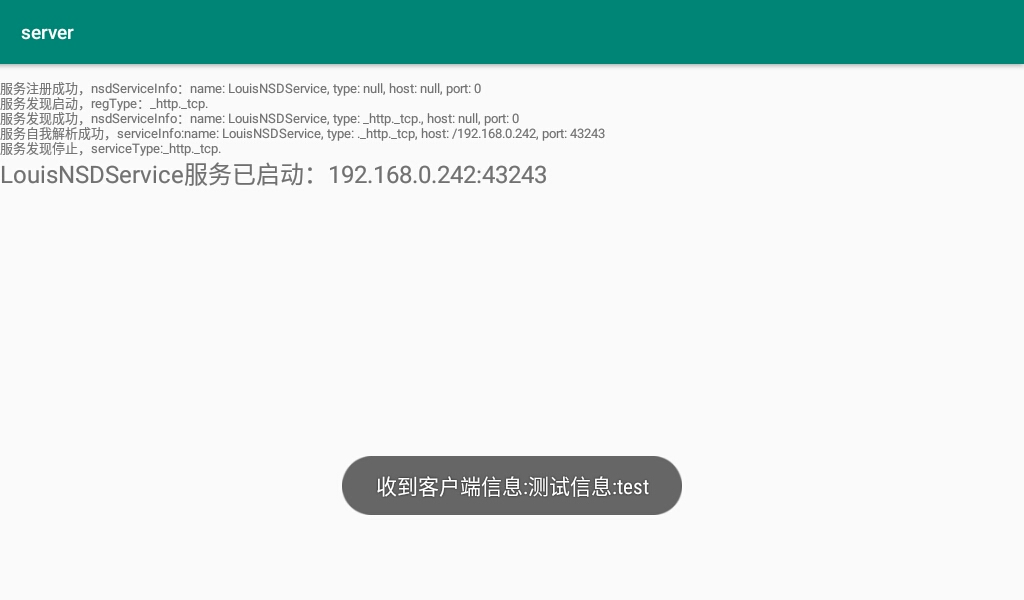 server
服务注册成功，nsdServiceInfo：name: LouisNSDService, type: null, host: null, port: 0
服务发现启动，regType：_http._tcp.
服务发现成功，nsdServiceInfo：name: LouisNSDService, type: _http._tcp., host: null, port: 0
服务自我解析成功，serviceInfo:name: LouisNSDService, type: ._http._tcp, host: /192.168.0.242, port: 43243
服务发现停止，serviceType:_http._tcp.
LouisNSDService服务已启动：192.168.0.242:43243
收到客户端信息:测试信息:test